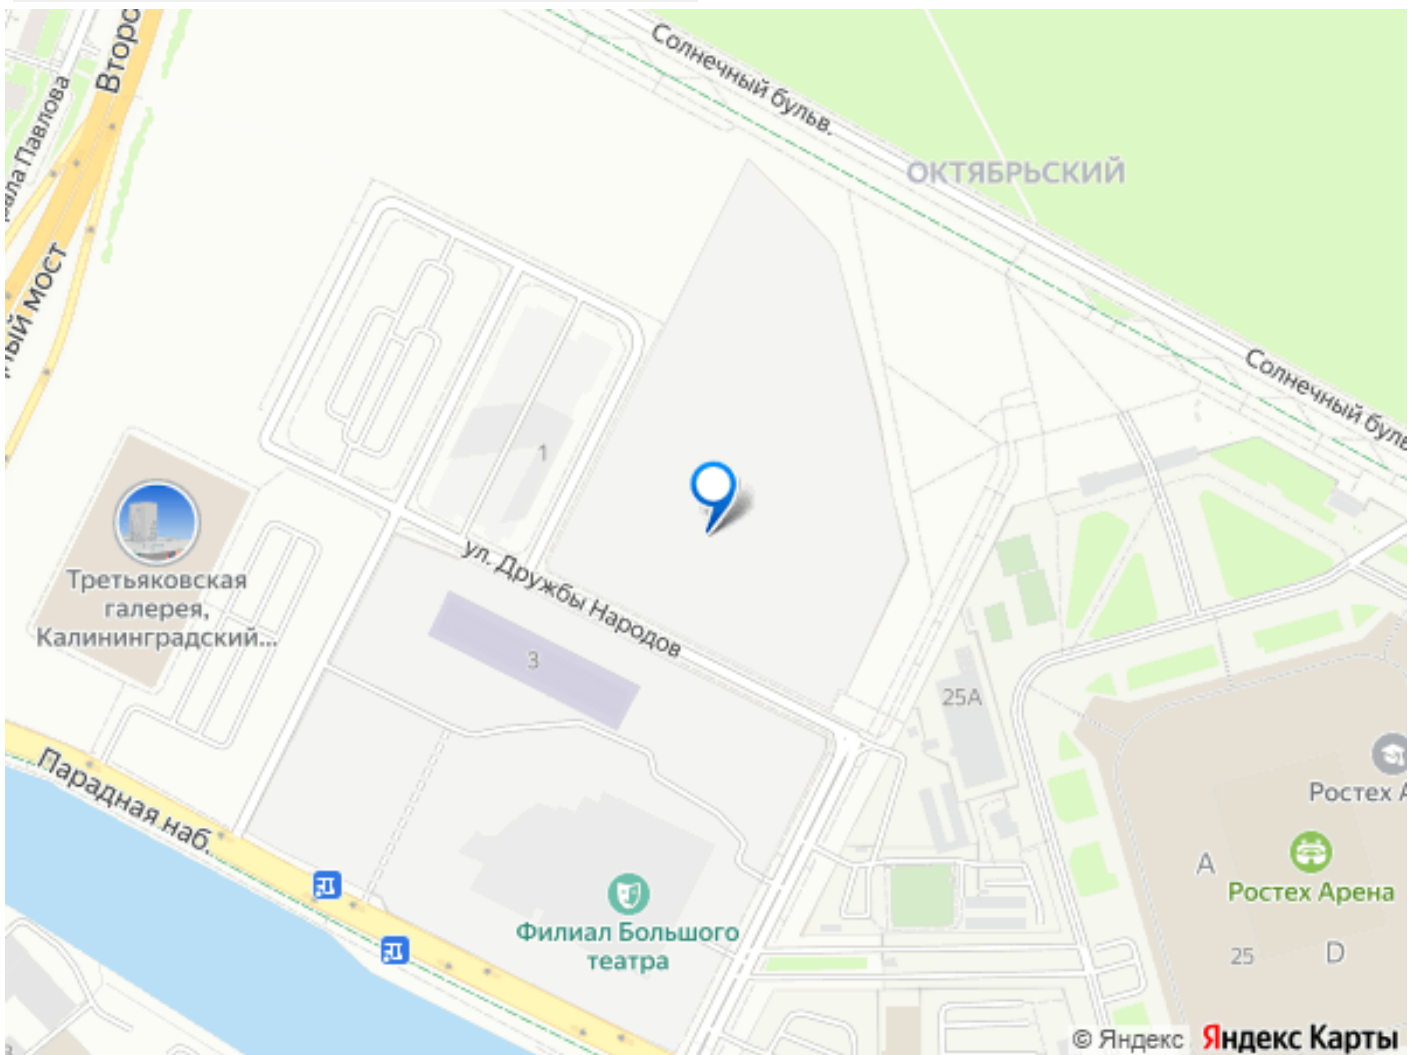 Солнечный бульв.
Второ
рала Павлова
ный мост
ОКТЯБРЬСКИЙ
Солнечный буль
1
ул. Дружбы Народов
Третьяковская
галерея,
Калининградский...
3
25А
Парадная наб.
Ростех А
А
Ростех Арена
Филиал Большого
театра
25
D
© Яндекс Яндекс Карты